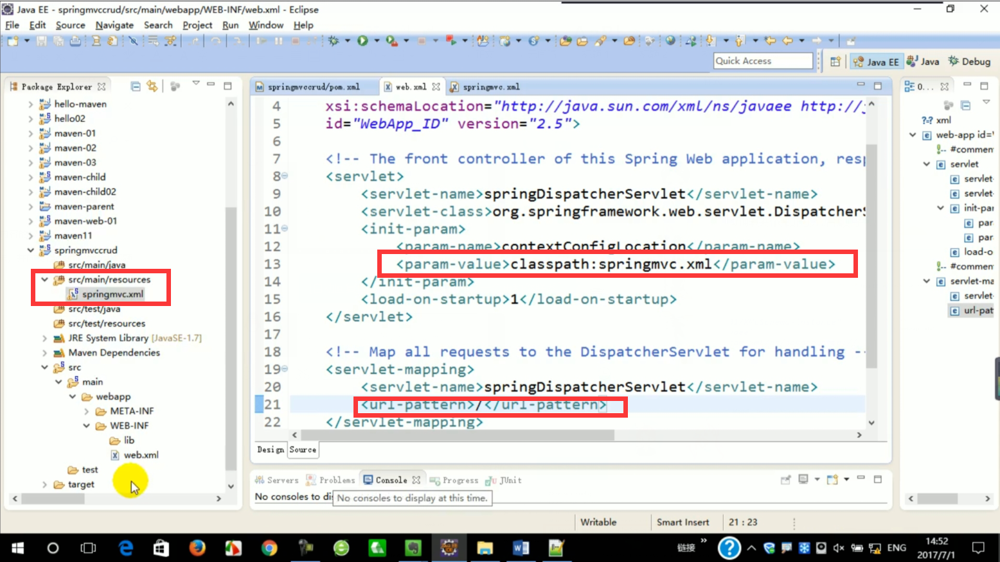 Java EE - springmvccrud/src/main/webapp/WEB-INF/web.xml - Eclipse
File Edit Source Navigate Search Project Run Window Help
Quick Access
Java EE
Java
Debug
Package Explorer
hello-maven
hello02
maven-01
maven-02
maven-03
maven-child
maven-child02
maven-parent
maven-web-01
maven11
springmvccrud
src/main/java
src/main/resources
springmvc.xml
src/test/java
src/test/resources
JRE System Library [JavaSE-1.7]
Maven Dependencies
src
main
webapp
META-INF
WEB-INF
lib
web.xml
test
target
springmvccrud/pom.xml
web.xml
springmvc.xml
4 xsi:schemaLocation="http://java.sun.com/xml/ns/javaee http://j
5 id="WebApp_ID" version="2.5">
6
7 <!-- The front controller of this Spring Web application, resp
8 <servlet>
9 <servlet-name>springDispatcherServlet</servlet-name>
10 <servlet-class>org.springframework.web.servlet.DispatcherS
11 <init-param>
12 <param-name>contextConfigLocation</param-name>
13 <param-value>classpath:springmvc.xml</param-value>
14 </init-param>
15 <load-on-startup>1</load-on-startup>
16 </servlet>
17
18 <!-- Map all requests to the DispatcherServlet for handling -
19 <servlet-mapping>
20 <servlet-name>springDispatcherServlet</servlet-name>
21 <url-pattern>/</url-pattern>
22 </servlet-mapping>
Design Source
Servers Problems Console Progress JUnit
No consoles to di
No consoles to display at this time.
O...
?=? xml
web-app id=
#commen
servlet
servlet-
servlet-
init-par
par
par
load-o
#commen
servlet-ma
servlet-
url-pat
Writable
Smart Insert
21 : 23
链接
ENG
14:52
2017/7/1